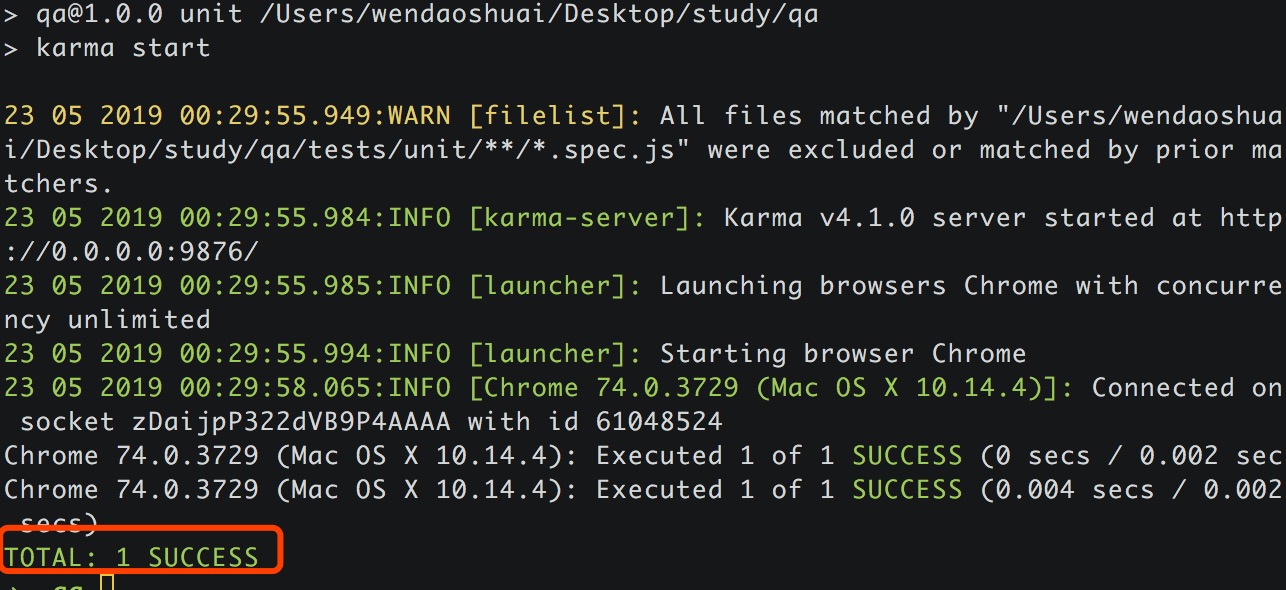 > qa@1.0.0 unit /Users/wendaoshuai/Desktop/study/qa
> karma start
23 05 2019 00:29:55.949:WARN [filelist]: All files matched by "/Users/wendaoshua
i/Desktop/study/qa/tests/unit/**/*.spec.js" were excluded or matched by prior ma
tchers.
23 05 2019 00:29:55.984:INFO [karma-server]: Karma v4.1.0 server started at http
://0.0.0.0:9876/
23 05 2019 00:29:55.985:INFO [launcher]: Launching browsers Chrome with concurre
ncy unlimited
23 05 2019 00:29:55.994:INFO [launcher]: Starting browser Chrome
23 05 2019 00:29:58.065:INFO [Chrome 74.0.3729 (Mac OS X 10.14.4)]: Connected on
socket zDaijpP322dVB9P4AAAA with id 61048524
Chrome 74.0.3729 (Mac OS X 10.14.4): Executed 1 of 1 SUCCESS (0 secs / 0.002 sec
Chrome 74.0.3729 (Mac OS X 10.14.4): Executed 1 of 1 SUCCESS (0.004 secs / 0.002
secs)
TOTAL: 1 SUCCESS